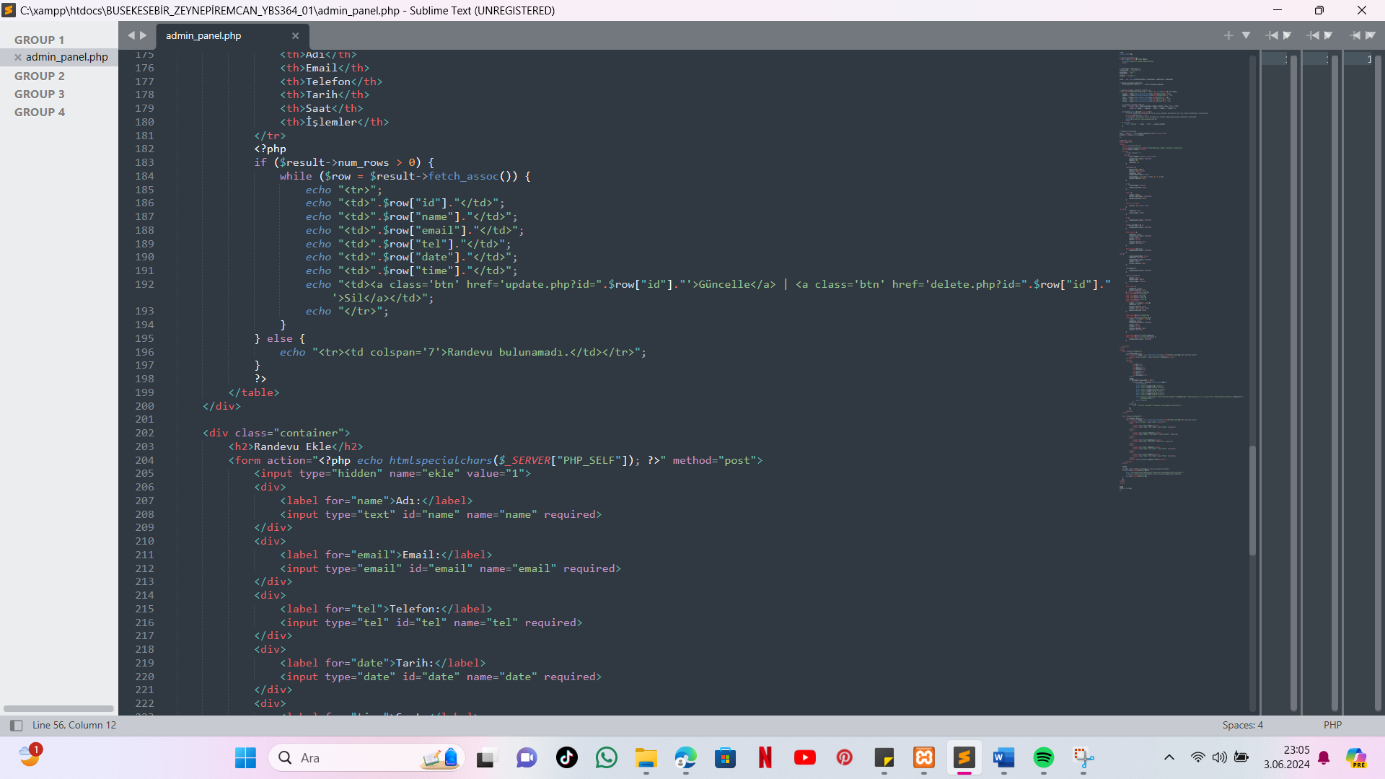 C:\xampp\htdocs\BUSEKESEBİR_ZEYNEPİREMCAN_YBS364_01\admin_panel.php - Sublime Text (UNREGISTERED)
GROUP 1
admin_panel.php
GROUP 2
GROUP 3
GROUP 4
admin_panel.php
175 <th>Adı</th>
176 <th>Email</th>
177 <th>Telefon</th>
178 <th>Tarih</th>
179 <th>Saat</th>
180 <th>İşlemler</th>
181 </tr>
182 <?php
183 if ($result->num_rows > 0) {
184 while ($row = $result->fetch_assoc()) {
185 echo "<tr>";
186 echo "<td>".$row["id"]."</td>";
187 echo "<td>".$row["name"]."</td>";
188 echo "<td>".$row["email"]."</td>";
189 echo "<td>".$row["tel"]."</td>";
190 echo "<td>".$row["date"]."</td>";
191 echo "<td>".$row["time"]."</td>";
192 echo "<td><a class='btn' href='update.php?id=".$row["id"]."'>Güncelle</a> | <a class='btn' href='delete.php?id=".$row["id"]."
'>Sil</a></td>";
193 echo "</tr>";
194 }
195 } else {
196 echo "<tr><td colspan='7'>Randevu bulunamadı.</td></tr>";
197 }
198 ?>
199 </table>
200 </div>
201
202 <div class="container">
203 <h2>Randevu Ekle</h2>
204 <form action="<?php echo htmlspecialchars($_SERVER["PHP_SELF"]); ?>" method="post">
205 <input type="hidden" name="ekle" value="1">
206 <div>
207 <label for="name">Adı:</label>
208 <input type="text" id="name" name="name" required>
209 </div>
210 <div>
211 <label for="email">Email:</label>
212 <input type="email" id="email" name="email" required>
213 </div>
214 <div>
215 <label for="tel">Telefon:</label>
216 <input type="tel" id="tel" name="tel" required>
217 </div>
218 <div>
219 <label for="date">Tarih:</label>
220 <input type="date" id="date" name="date" required>
221 </div>
222 <div>
Line 56, Column 12
Spaces: 4
PHP
1
Ara
23:05
3.06.2024
PRE